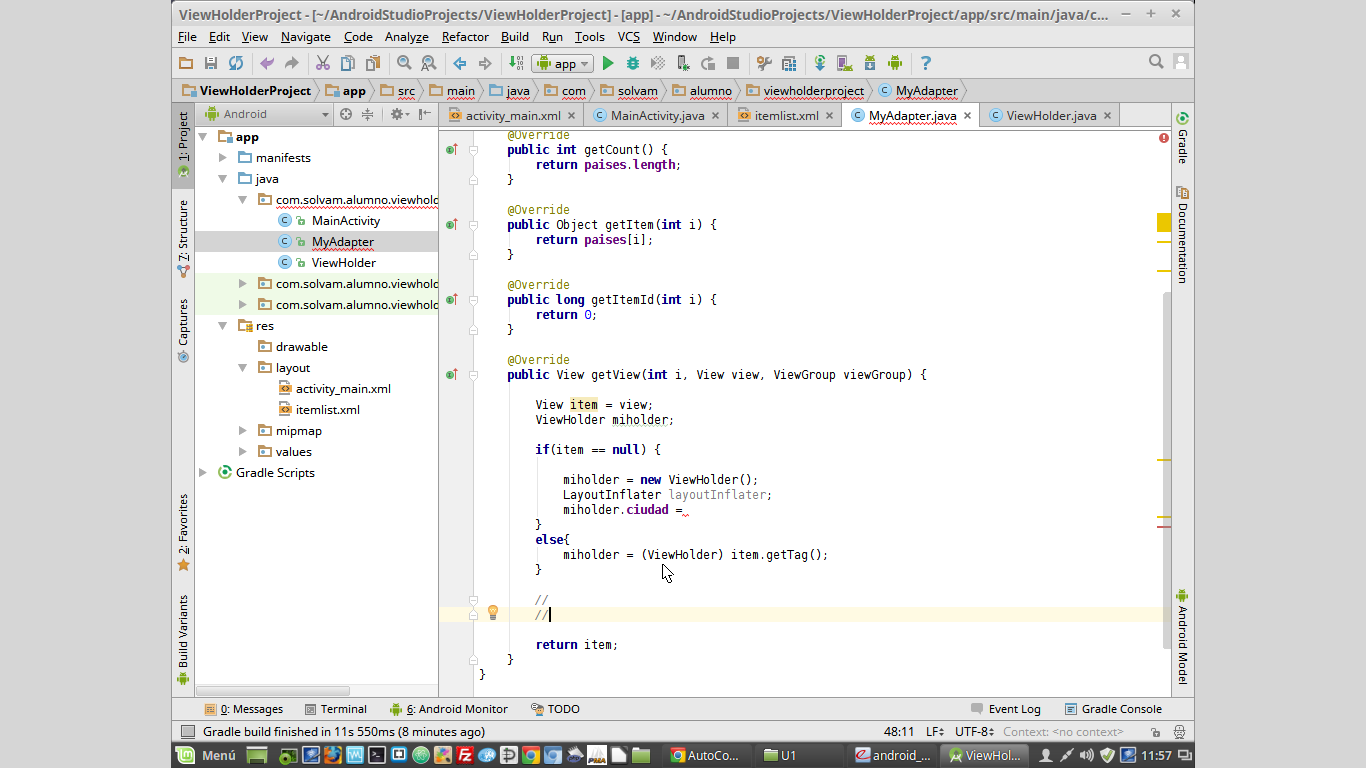 ViewHolderProject - [~/AndroidStudioProjects/ViewHolderProject] - [app] - ~/AndroidStudioProjects/ViewHolderProject/app/src/main/java/c...
File Edit View Navigate Code Analyze Refactor Build Run Tools VCS Window Help
app
ViewHolderProject app src main java com solvam alumno viewholderproject MyAdapter
Android
activity_main.xml MainActivity.java itemlist.xml MyAdapter.java ViewHolder.java
1: Project
7: Structure
Captures
2: Favorites
Build Variants
app
manifests
java
com.solvam.alumno.viewhold
MainActivity
MyAdapter
ViewHolder
com.solvam.alumno.viewhold
com.solvam.alumno.viewhold
res
drawable
layout
activity_main.xml
itemlist.xml
mipmap
values
Gradle Scripts
@Override
public int getCount() {
return paises.length;
}
@Override
public Object getItem(int i) {
return paises[i];
}
@Override
public long getItemId(int i) {
return 0;
}
@Override
public View getView(int i, View view, ViewGroup viewGroup) {
View item = view;
ViewHolder miholder;
if(item == null) {
miholder = new ViewHolder();
LayoutInflater layoutInflater;
miholder.ciudad =
}
else{
miholder = (ViewHolder) item.getTag();
}
//
//
return item;
}
}
Gradle
Documentation
Android Model
0: Messages Terminal 6: Android Monitor TODO Event Log Gradle Console
Gradle build finished in 11s 550ms (8 minutes ago) 48:11 LF UTF-8 Context: <no context>
Menú AutoCo... U1 android_... ViewHol... 11:57